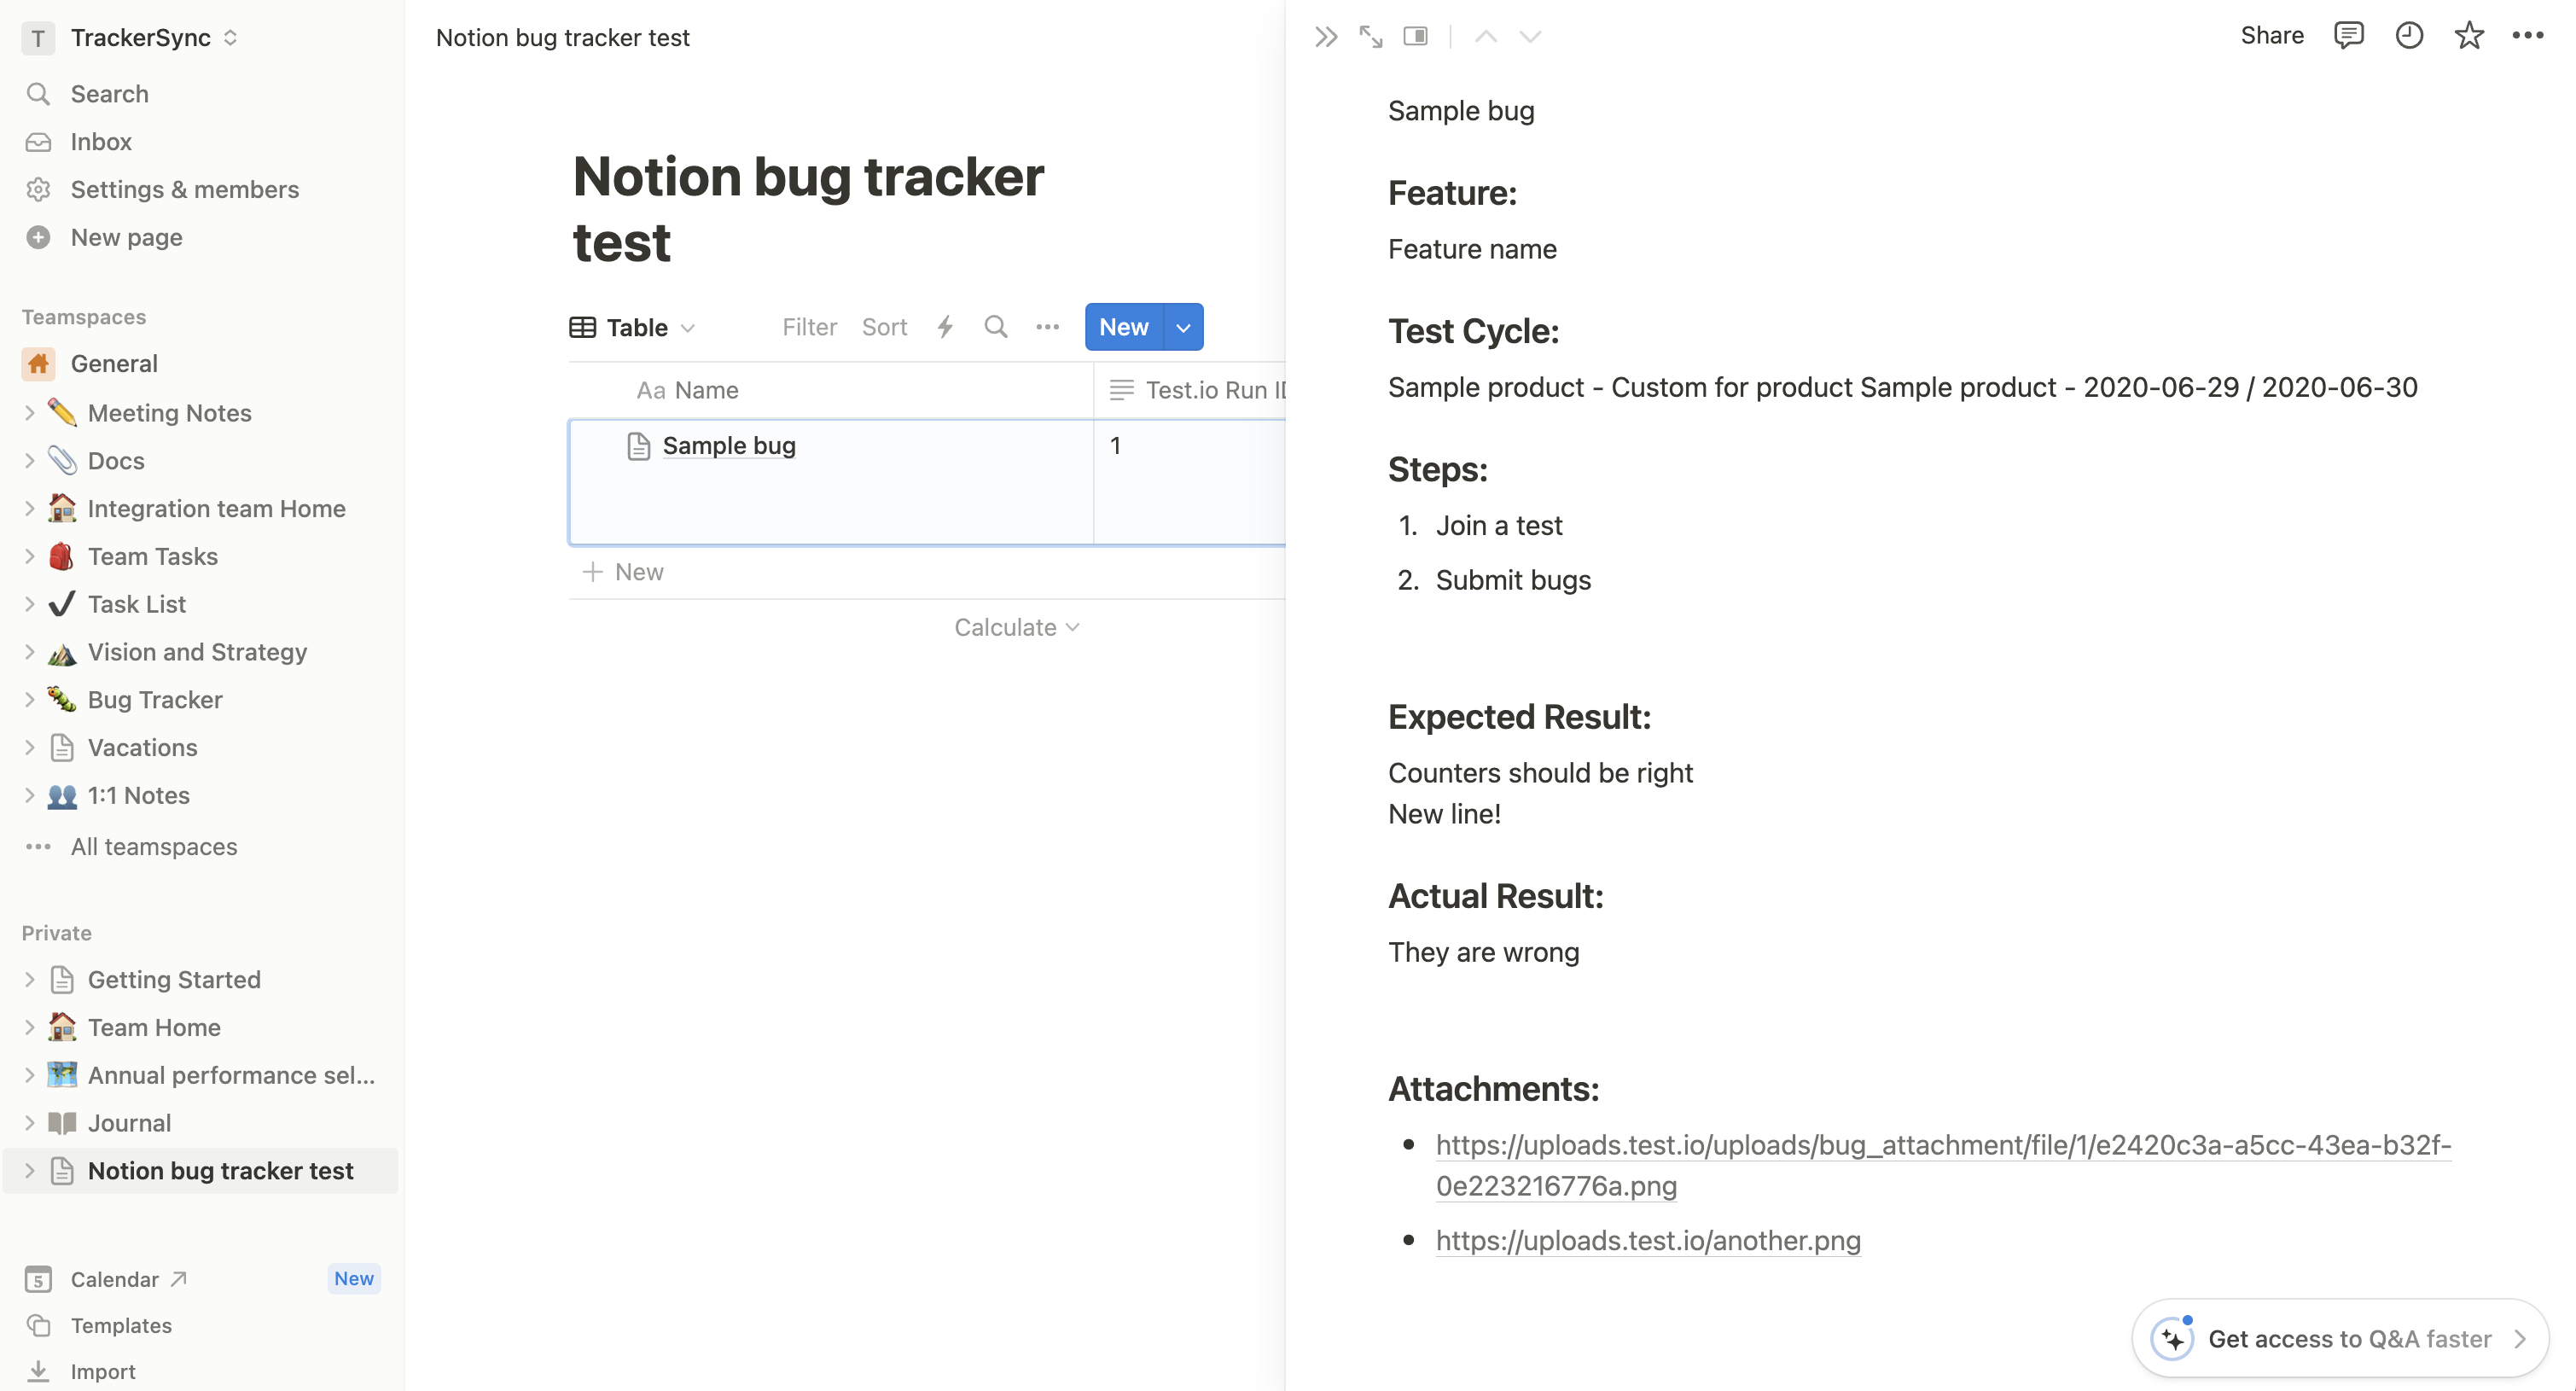 T TrackerSync
Search
Inbox
Settings & members
New page
Teamspaces
General
Meeting Notes
Docs
Integration team Home
Team Tasks
Task List
Vision and Strategy
Bug Tracker
Vacations
1:1 Notes
All teamspaces
Private
Getting Started
Team Home
Annual performance sel...
Journal
Notion bug tracker test
5 Calendar New
Templates
Import
Notion bug tracker test
Notion bug tracker
test
Table Filter Sort New
Aa Name Test.io Run ID
Sample bug 1
New
Calculate
Share
Sample bug
Feature:
Feature name
Test Cycle:
Sample product - Custom for product Sample product - 2020-06-29 / 2020-06-30
Steps:
1. Join a test
2. Submit bugs
Expected Result:
Counters should be right
New line!
Actual Result:
They are wrong
Attachments:
https://uploads.test.io/uploads/bug_attachment/file/1/e2420c3a-a5cc-43ea-b32f-
0e223216776a.png
https://uploads.test.io/another.png
Get access to Q&A faster